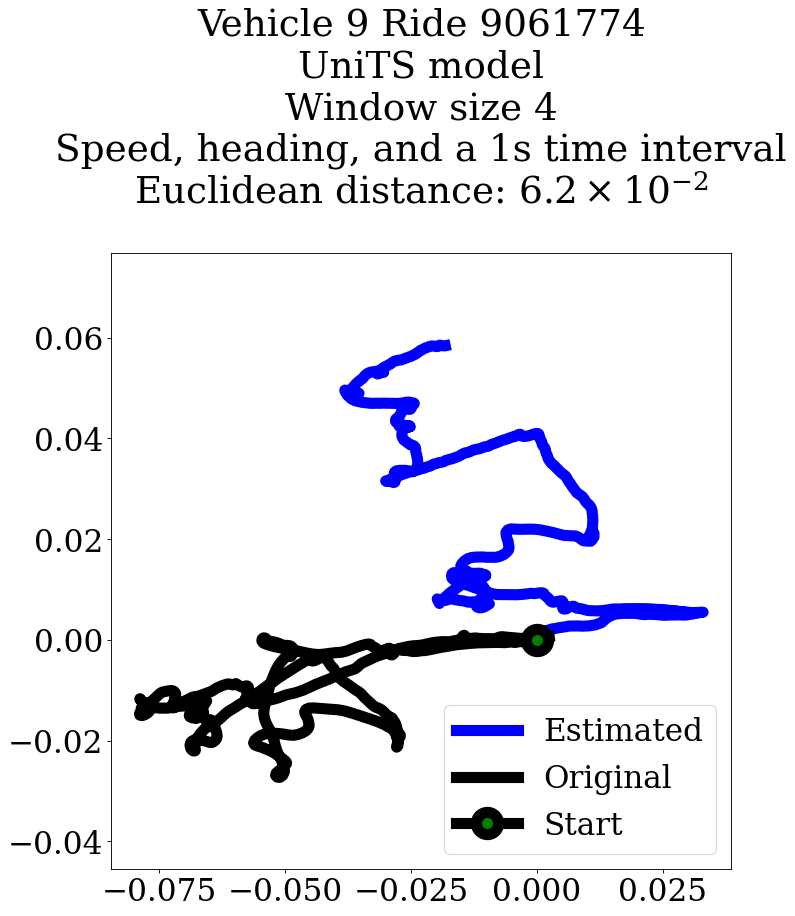 Vehicle 9 Ride 9061774
UniTS model
Window size 4
Speed, heading, and a 1s time interval
Euclidean distance: 6.2 × 10⁻²
0.06
0.04
0.02
0.00
−0.02
−0.04
Estimated
Original
Start
−0.075 −0.050 −0.025 0.000 0.025